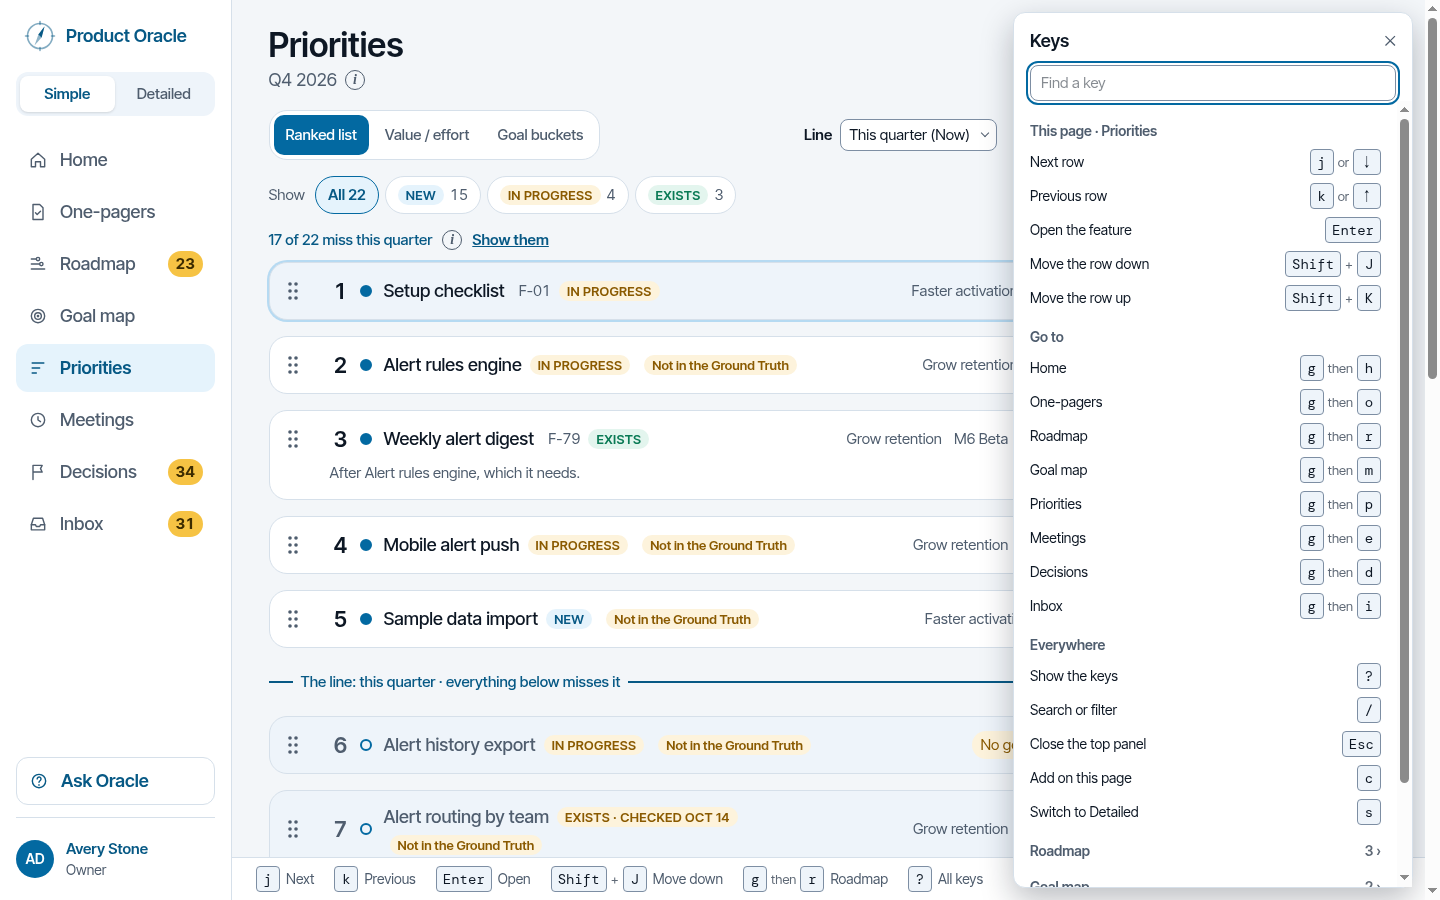 Product Oracle
Simple Detailed
Home
One-pagers
Roadmap 23
Goal map
Priorities
Meetings
Decisions 34
Inbox 31
Ask Oracle
AD Avery Stone
Owner
Priorities
Q4 2026 i
Ranked list Value / effort Goal buckets
Line This quarter (Now)
Show All 22 NEW 15 IN PROGRESS 4 EXISTS 3
17 of 22 miss this quarter i Show them
1 Setup checklist F-01 IN PROGRESS Faster activation
2 Alert rules engine IN PROGRESS Not in the Ground Truth Grow retention
3 Weekly alert digest F-79 EXISTS Grow retention M6 Beta
After Alert rules engine, which it needs.
4 Mobile alert push IN PROGRESS Not in the Ground Truth Grow retention
5 Sample data import NEW Not in the Ground Truth Faster activati
The line: this quarter · everything below misses it
6 Alert history export IN PROGRESS Not in the Ground Truth No g
7 Alert routing by team EXISTS · CHECKED OCT 14 Grow retention
Not in the Ground Truth
j Next k Previous Enter Open Shift + J Move down g then r Roadmap ? All keys
Keys
Find a key
This page · Priorities
Next row j or ↓
Previous row k or ↑
Open the feature Enter
Move the row down Shift + J
Move the row up Shift + K
Go to
Home g then h
One-pagers g then o
Roadmap g then r
Goal map g then m
Priorities g then p
Meetings g then e
Decisions g then d
Inbox g then i
Everywhere
Show the keys ?
Search or filter /
Close the top panel Esc
Add on this page c
Switch to Detailed s
Roadmap 3 ›
Goal map 2 ›